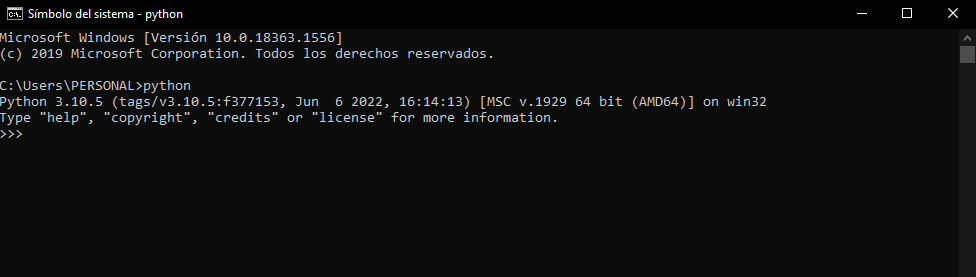 Símbolo del sistema - python
Microsoft Windows [Versión 10.0.18363.1556]
(c) 2019 Microsoft Corporation. Todos los derechos reservados.
C:\Users\PERSONAL>python
Python 3.10.5 (tags/v3.10.5:f377153, Jun  6 2022, 16:14:13) [MSC v.1929 64 bit (AMD64)] on win32
Type "help", "copyright", "credits" or "license" for more information.
>>>